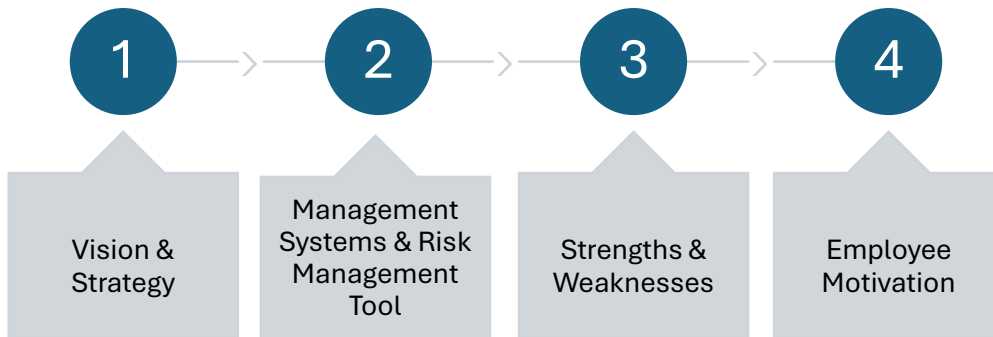 1
2
3
4
Vision &
Strategy
Management
Systems & Risk
Management
Tool
Strengths &
Weaknesses
Employee
Motivation